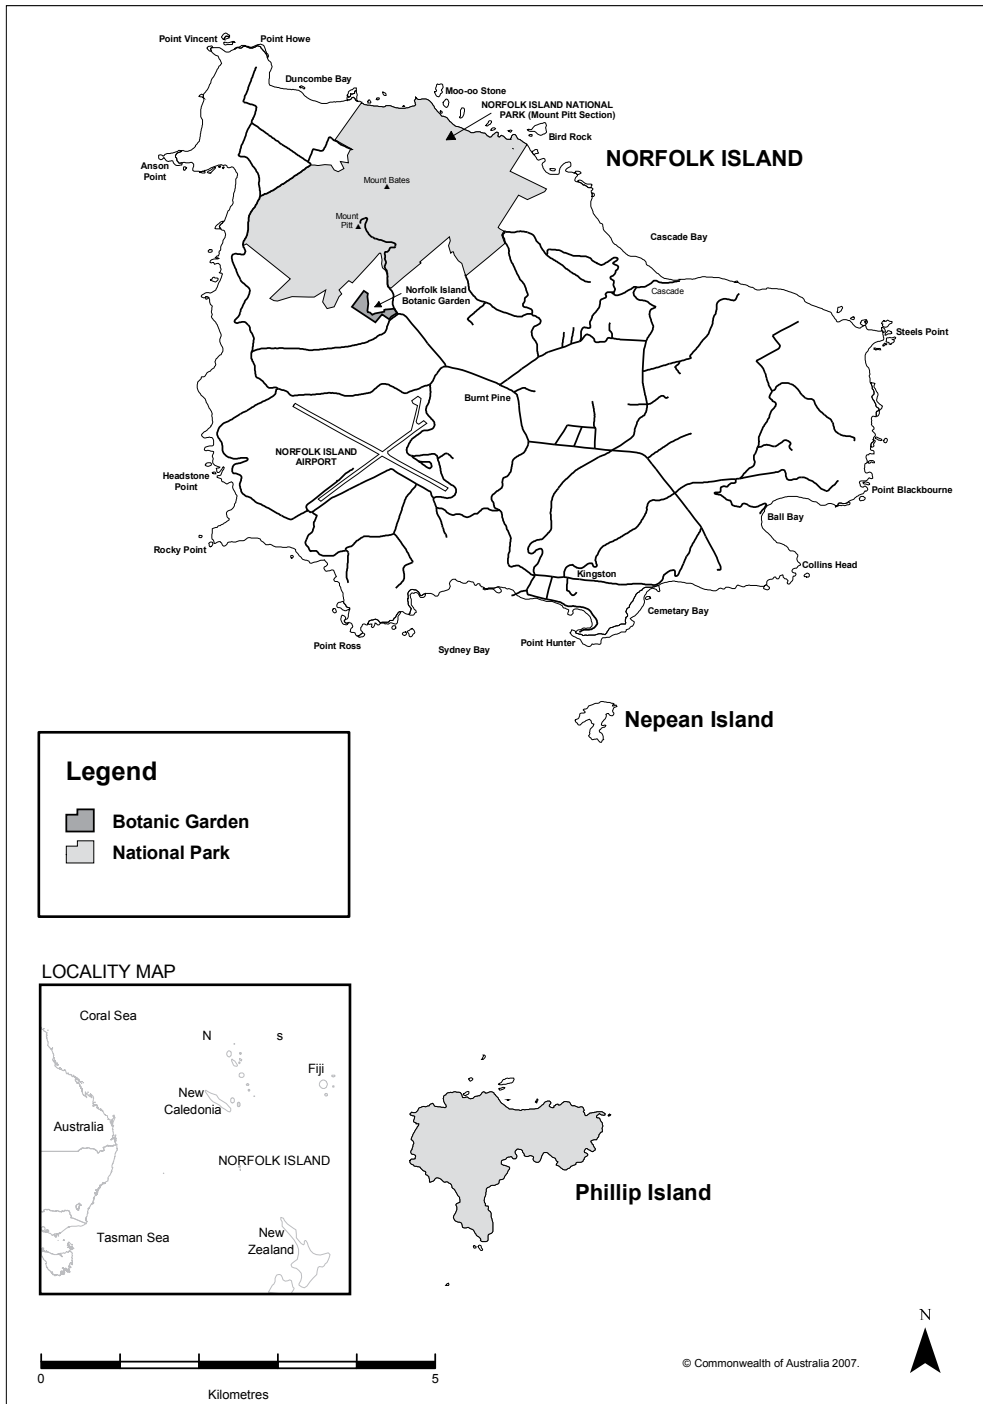 Point Vincent
Point Howe
Duncombe Bay
Moo-oo Stone
NORFOLK ISLAND NATIONAL
PARK (Mount Pitt Section)
Bird Rock
NORFOLK ISLAND
Anson
Point
Mount Bates
Mount
Pitt
Cascade Bay
Norfolk Island
Botanic Garden
Cascade
Steels Point
Burnt Pine
NORFOLK ISLAND
AIRPORT
Headstone
Point
Point Blackbourne
Ball Bay
Rocky Point
Collins Head
Kingston
Cemetary Bay
Point Ross
Sydney Bay
Point Hunter
Nepean Island
Legend
Botanic Garden
National Park
LOCALITY MAP
Coral Sea
N
s
Fiji
New
Caledonia
Australia
NORFOLK ISLAND
Tasman Sea
New
Zealand
Phillip Island
N
© Commonwealth of Australia 2007.
0
5
Kilometres